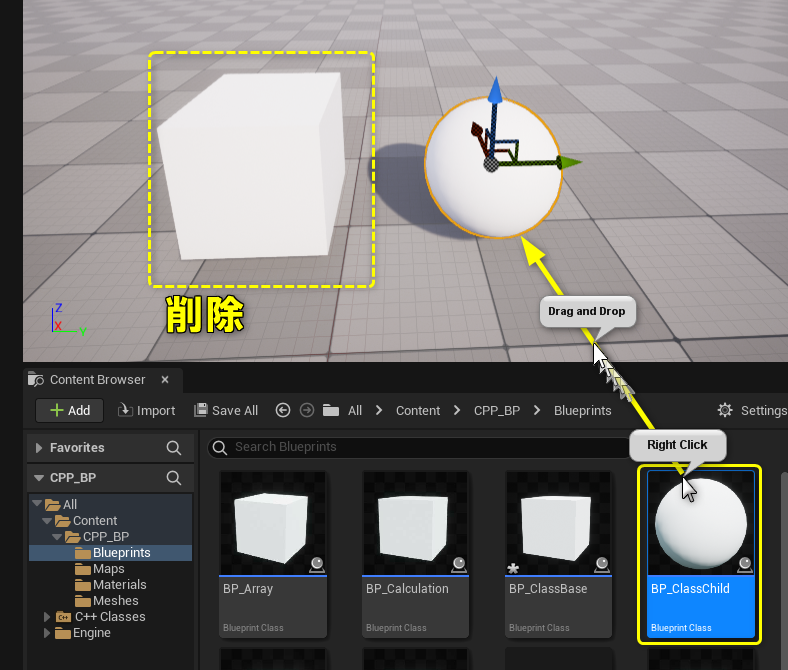 削除
Z
X
Y
Drag and Drop
Content Browser
Add
Import
Save All
All
Content
CPP_BP
Blueprints
Settings
Favorites
Search Blueprints
Right Click
CPP_BP
All
Content
CPP_BP
Blueprints
Maps
Materials
Meshes
C++ Classes
Engine
BP_Array
Blueprint Class
BP_Calculation
Blueprint Class
BP_ClassBase
Blueprint Class
BP_ClassChild
Blueprint Class